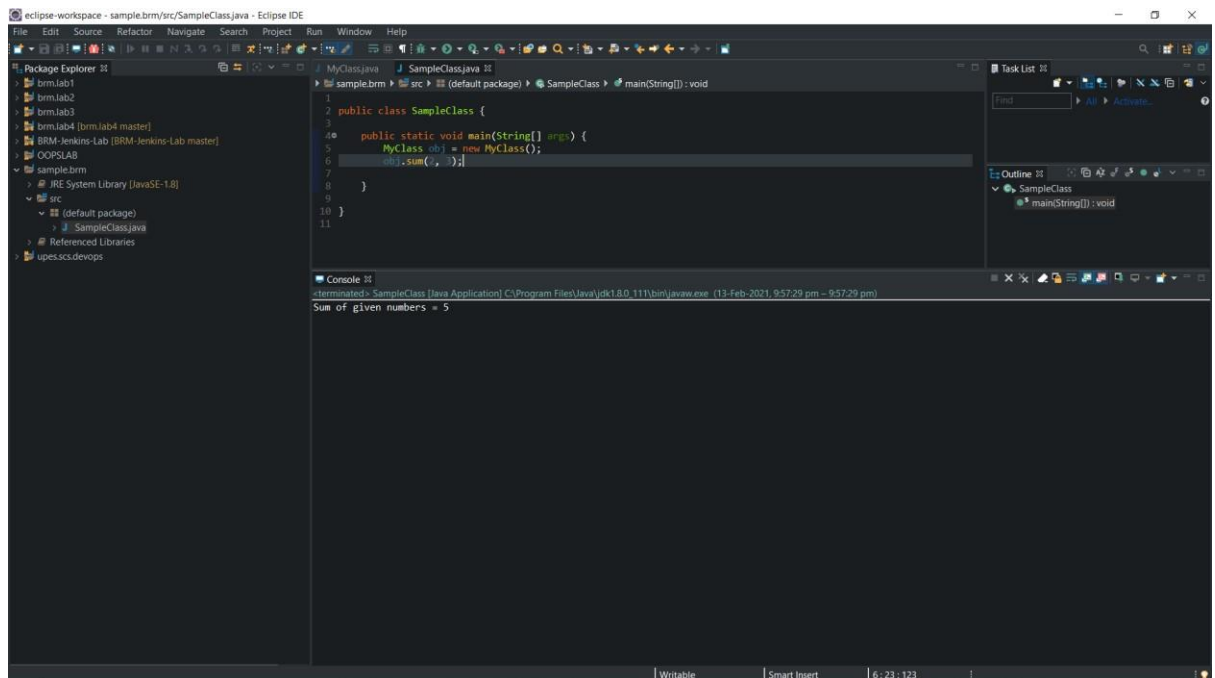 eclipse-workspace - sample.brm/src/SampleClass.java - Eclipse IDE
File Edit Source Refactor Navigate Search Project Run Window Help
Package Explorer
brm.lab1
brm.lab2
brm.lab3
brm.lab4 [brm.lab4 master]
BRM-Jenkins-Lab [BRM-Jenkins-Lab master]
OOPSLAB
sample.brm
JRE System Library [JavaSE-1.8]
src
(default package)
SampleClass.java
Referenced Libraries
upes.scs.devops
MyClass.java SampleClass.java
sample.brm src (default package) SampleClass main(String[]) : void
1
2 public class SampleClass {
3
4 public static void main(String[] args) {
5 MyClass obj = new MyClass();
6 obj.sum(2, 3);
7
8 }
9
10 }
11
Task List
Find All Activate...
Outline
SampleClass
main(String[]) : void
Console
<terminated> SampleClass [Java Application] C:\Program Files\Java\jdk1.8.0_111\bin\javaw.exe (13-Feb-2021, 9:57:29 pm – 9:57:29 pm)
Sum of given numbers = 5
Writable Smart Insert 6 : 23 : 123